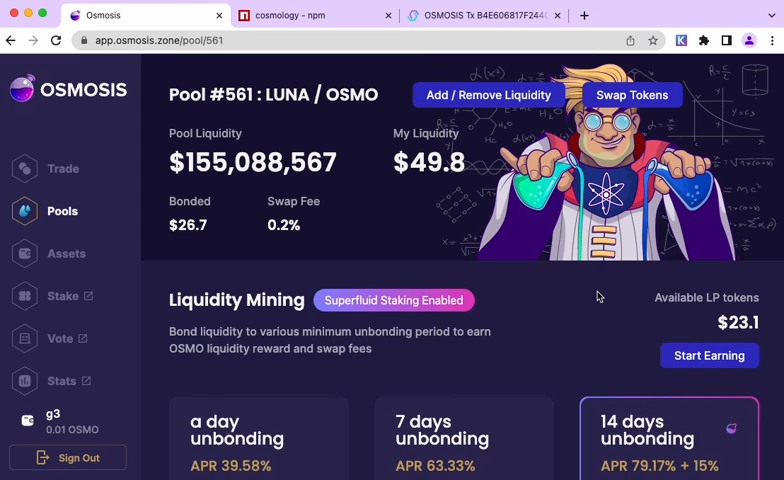 Osmosis
cosmology - npm
OSMOSIS Tx B4E606817F2440
app.osmosis.zone/pool/561
OSMOSIS
Pool #561 : LUNA / OSMO
Add / Remove Liquidity
Swap Tokens
Pool Liquidity
My Liquidity
$155,088,567
$49.8
Bonded
Swap Fee
$26.7
0.2%
Trade
Pools
Assets
Stake
Vote
Stats
g3
0.01 OSMO
Sign Out
Liquidity Mining
Superfluid Staking Enabled
Available LP tokens
$23.1
Bond liquidity to various minimum unbonding period to earn
OSMO liquidity reward and swap fees
Start Earning
a day
unbonding
APR 39.58%
7 days
unbonding
APR 63.33%
14 days
unbonding
APR 79.17% + 15%